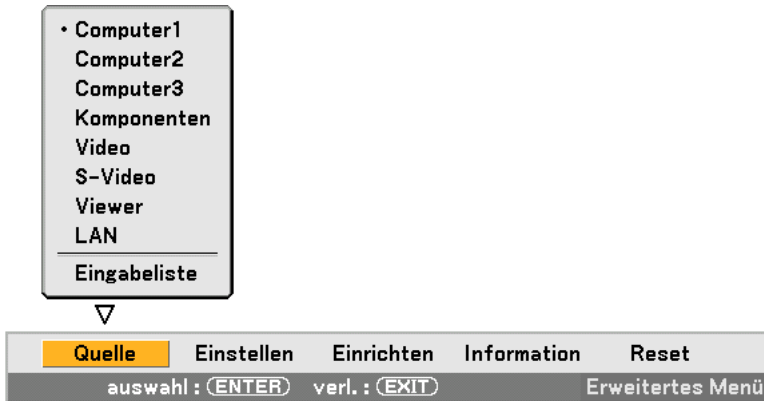 • Computer1
Computer2
Computer3
Komponenten
Video
S-Video
Viewer
LAN
Eingabeliste
Quelle Einstellen Einrichten Information Reset
auswahl : (ENTER) verl. : (EXIT) Erweitertes Menü